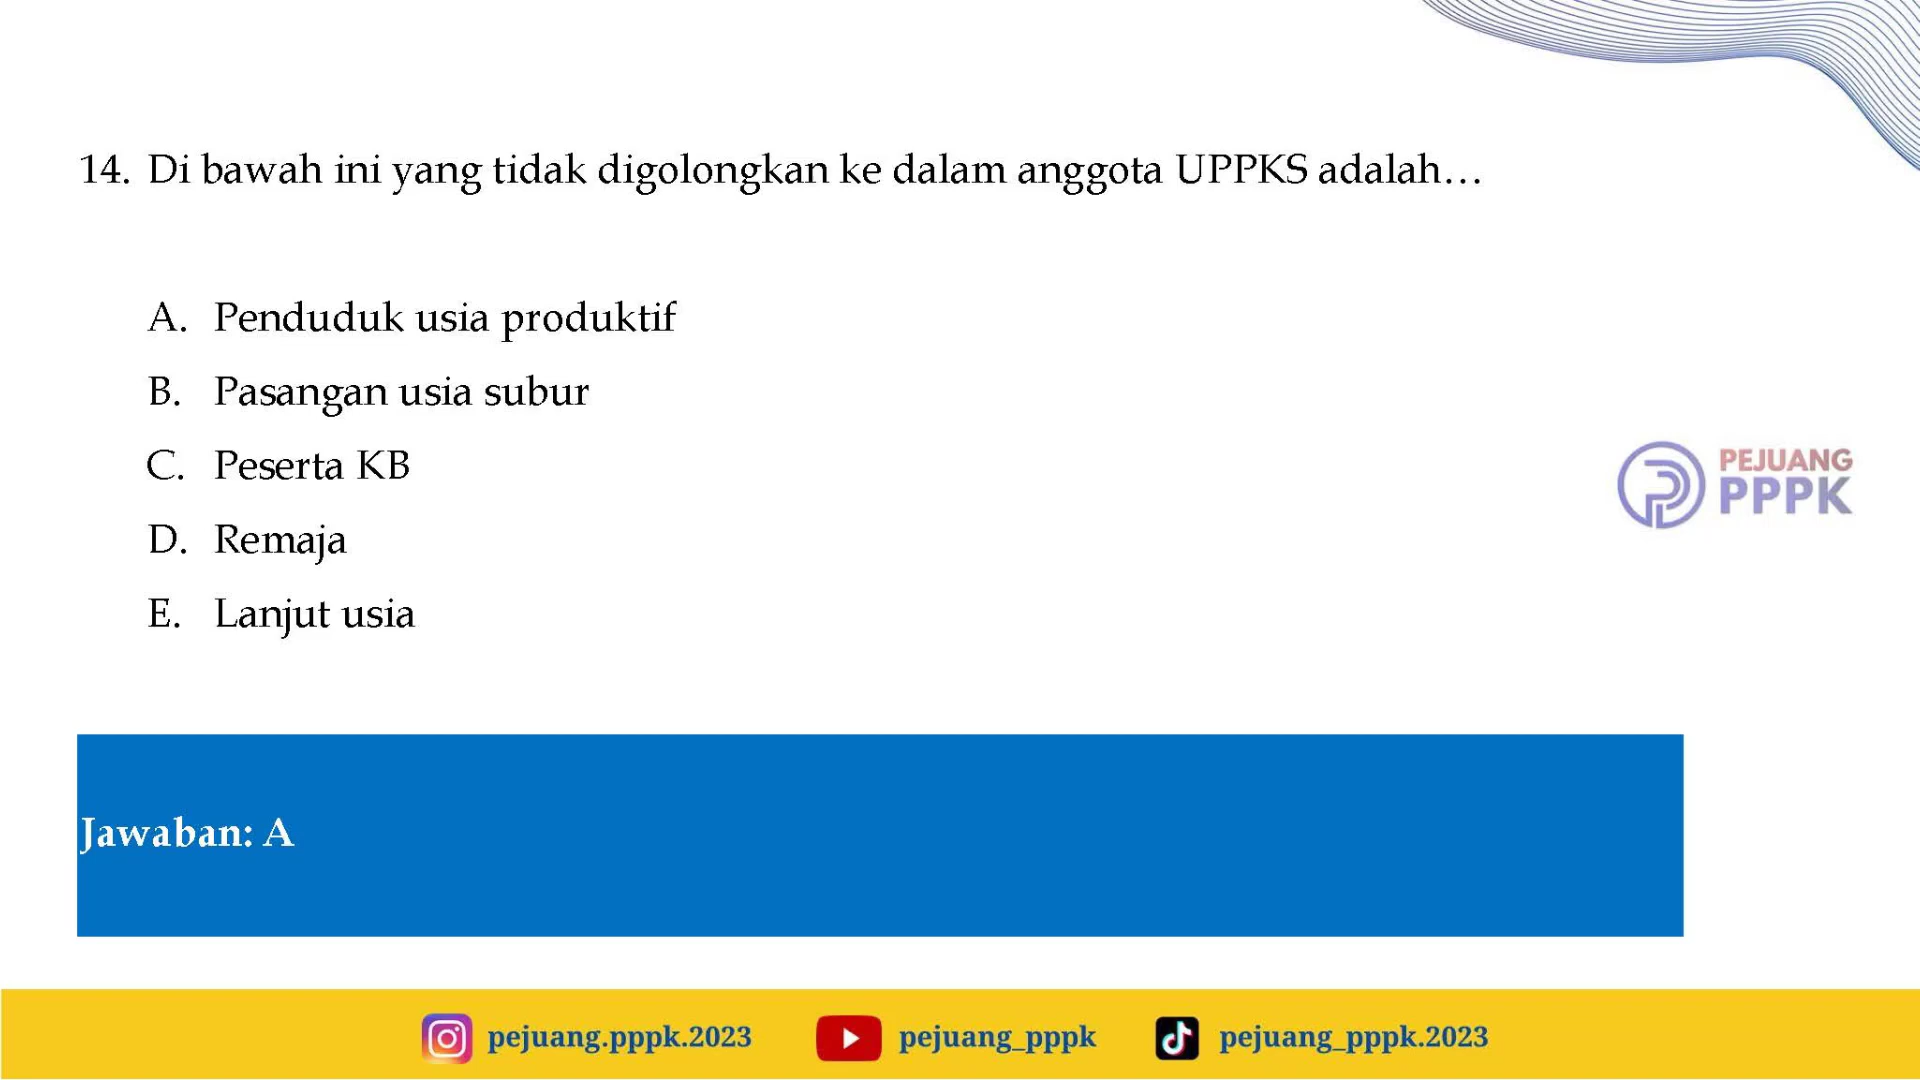 14. Di bawah ini yang tidak digolongkan ke dalam anggota UPPKS adalah…
A. Penduduk usia produktif
B. Pasangan usia subur
C. Peserta KB
D. Remaja
E. Lanjut usia
PEJUANG
PPPK
Jawaban: A
pejuang.pppk.2023 pejuang_pppk pejuang_pppk.2023